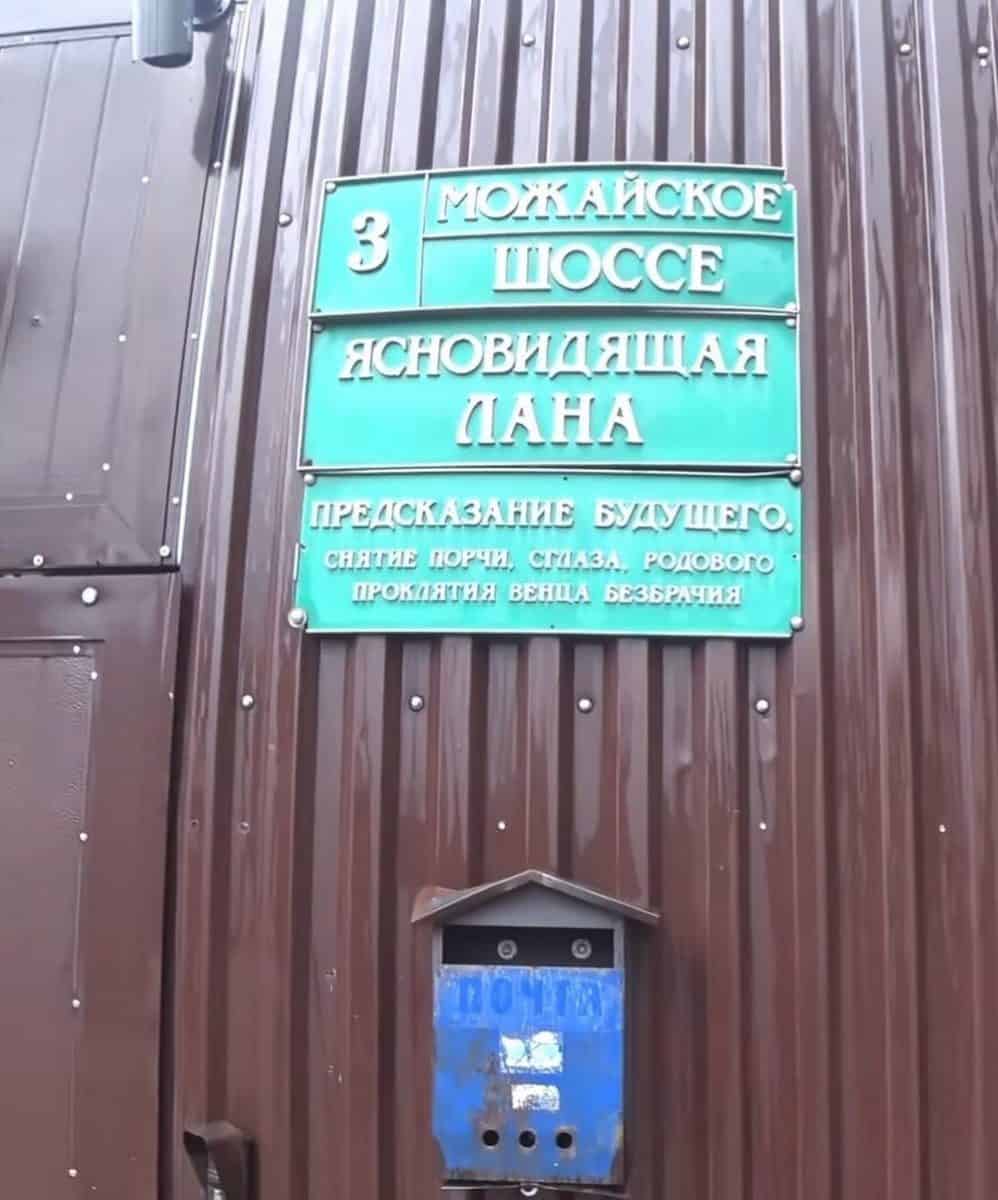 3
МОЖАЙСКОЕ
ШОССЕ
ЯСНОВИДЯЩАЯ
ЛАНА
ПРЕДСКАЗАНИЕ БУДУЩЕГО,
СНЯТИЕ ПОРЧИ, СГЛАЗА, РОДОВОГО
ПРОКЛЯТИЯ ВЕНЦА БЕЗБРАЧИЯ
ПОЧТА